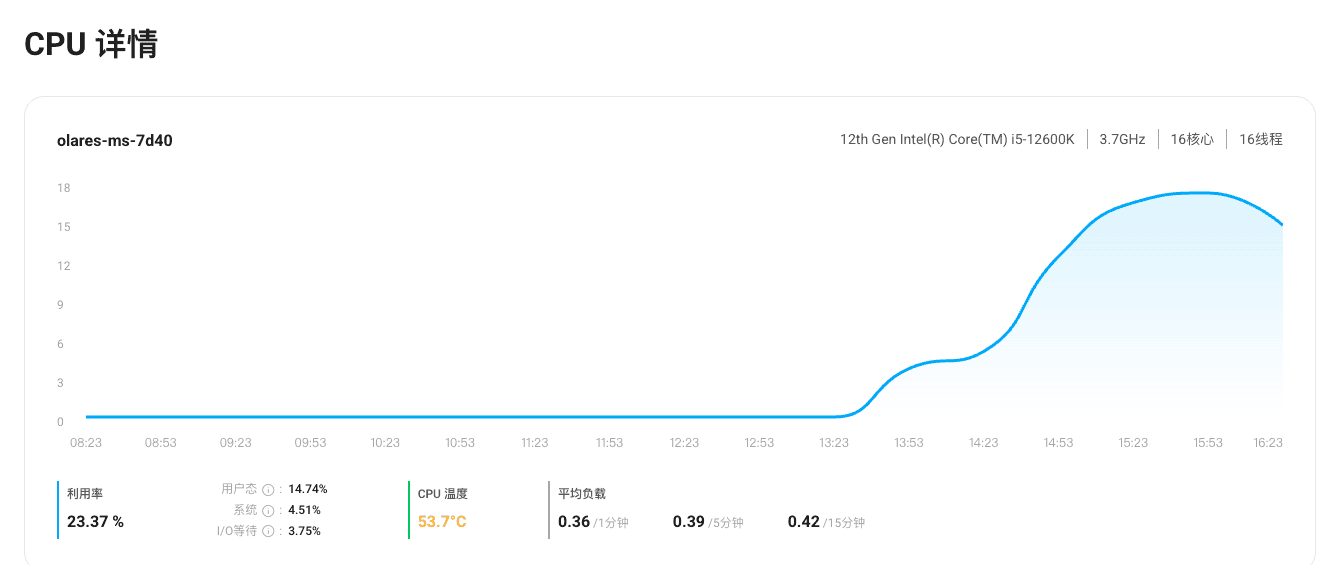 CPU 详情
olares-ms-7d40
12th Gen Intel(R) Core(TM) i5-12600K 3.7GHz 16核心 16线程
18
15
12
9
6
3
0
08:23 08:53 09:23 09:53 10:23 10:53 11:23 11:53 12:23 12:53 13:23 13:53 14:23 14:53 15:23 15:53 16:23
利用率
23.37 %
用户态 : 14.74%
系统 : 4.51%
I/O等待 : 3.75%
CPU 温度
53.7°C
平均负载
0.36 /1分钟 0.39 /5分钟 0.42 /15分钟